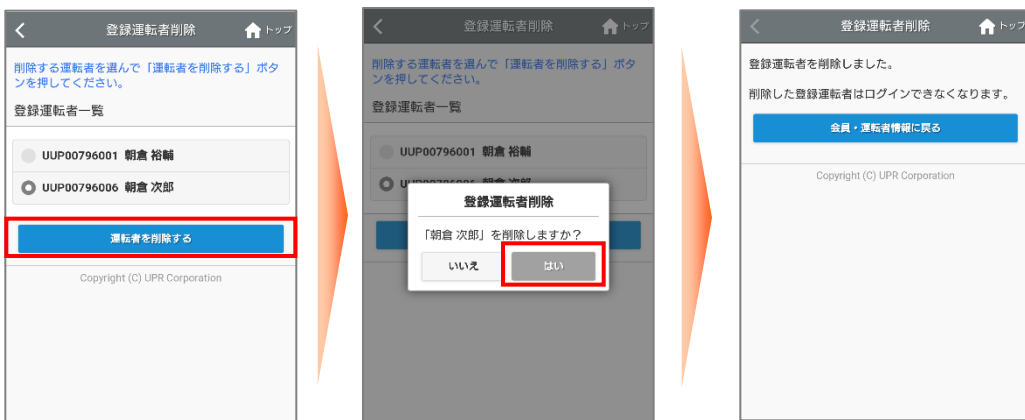 登録運転者削除
トップ
削除する運転者を選んで「運転者を削除する」ボタ
ンを押してください。
登録運転者一覧
UUP00796001 朝倉 裕輔
UUP00796006 朝倉 次郎
運転者を削除する
Copyright (C) UPR Corporation
登録運転者削除
トップ
削除する運転者を選んで「運転者を削除する」ボタ
ンを押してください。
登録運転者一覧
UUP00796001 朝倉 裕輔
UUP00796006 朝倉 次郎
登録運転者削除
「朝倉 次郎」を削除しますか？
いいえ
はい
登録運転者削除
トップ
登録運転者を削除しました。
削除した登録運転者はログインできなくなります。
会員・運転者情報に戻る
Copyright (C) UPR Corporation